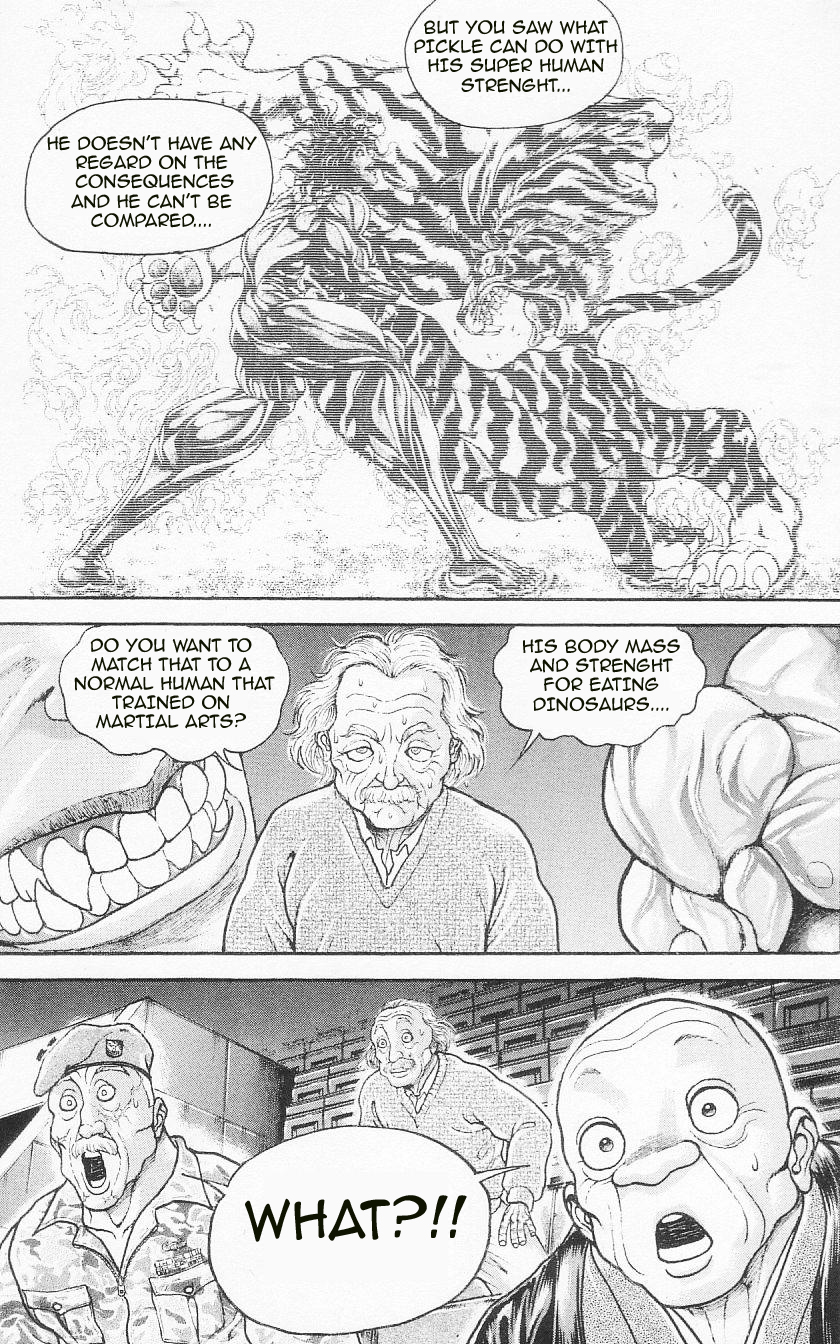 BUT YOU SAW WHAT
PICKLE CAN DO WITH
HIS SUPER HUMAN
STRENGHT...
HE DOESN'T HAVE ANY
REGARD ON THE
CONSEQUENCES
AND HE CAN'T BE
COMPARED....
DO YOU WANT TO
MATCH THAT TO A
NORMAL HUMAN THAT
TRAINED ON
MARTIAL ARTS?
HIS BODY MASS
AND STRENGHT
FOR EATING
DINOSAURS....
WHAT?!!